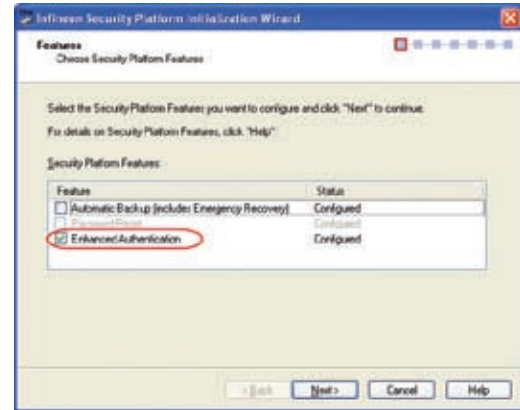 Infineon Security Platform Initialization Wizard
Features
Choose Security Platform Features
Select the Security Platform Features you want to configure and click "Next" to continue.
For details on Security Platform Features, click "Help".
Security Platform Features:
Feature Status
Automatic Backup (includes Emergency Recovery) Configured
Password Reset Configured
Enhanced Authentication Configured
< Back Next > Cancel Help